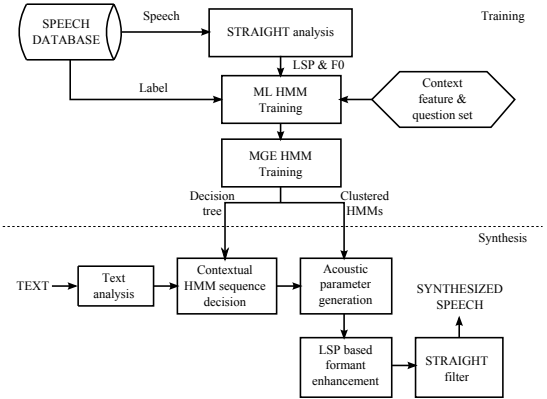 Training
SPEECH
DATABASE
Speech
STRAIGHT analysis
LSP & F0
Label
ML HMM
Training
Context
feature &
question set
MGE HMM
Training
Decision
tree
Clustered
HMMs
Synthesis
TEXT
Text
analysis
Contextual
HMM sequence
decision
Acoustic
parameter
generation
SYNTHESIZED
SPEECH
LSP based
formant
enhancement
STRAIGHT
filter